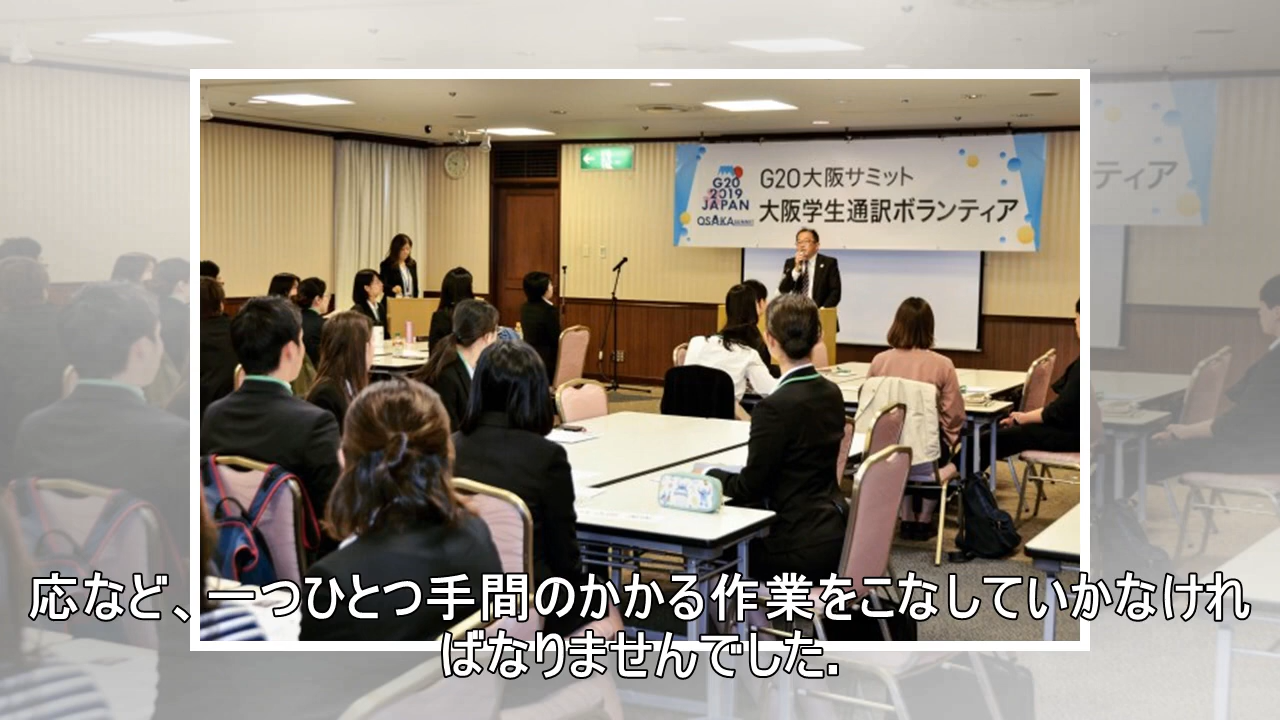 G20
2019
JAPAN
OSAKA SUMMIT
G20大阪サミット
大阪学生通訳ボランティア
ティア
応など、一つひとつ手間のかかる作業をこなしていかなけれ
ばなりませんでした.